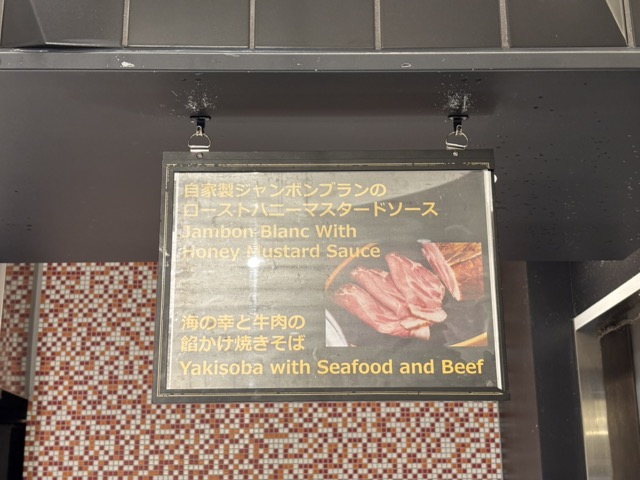 自家製ジャンボンブランの
ローストハニーマスタードソース
Jambon Blanc With
Honey Mustard Sauce
海の幸と牛肉の
餡かけ焼きそば
Yakisoba with Seafood and Beef